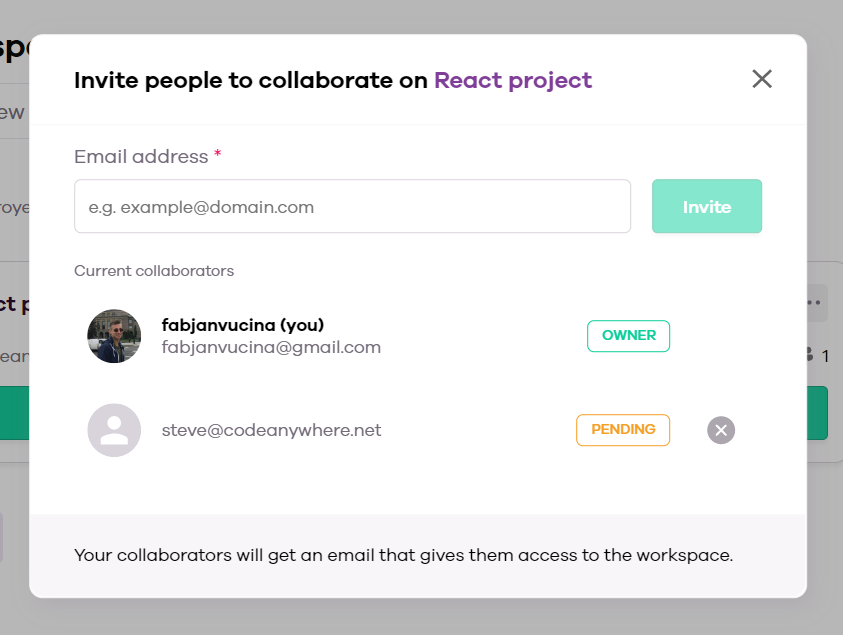 Invite people to collaborate on React project
Email address *
e.g. example@domain.com
Invite
Current collaborators
fabjanvucina (you)
fabjanvucina@gmail.com
OWNER
1
steve@codeanywhere.net
PENDING
Your collaborators will get an email that gives them access to the workspace.